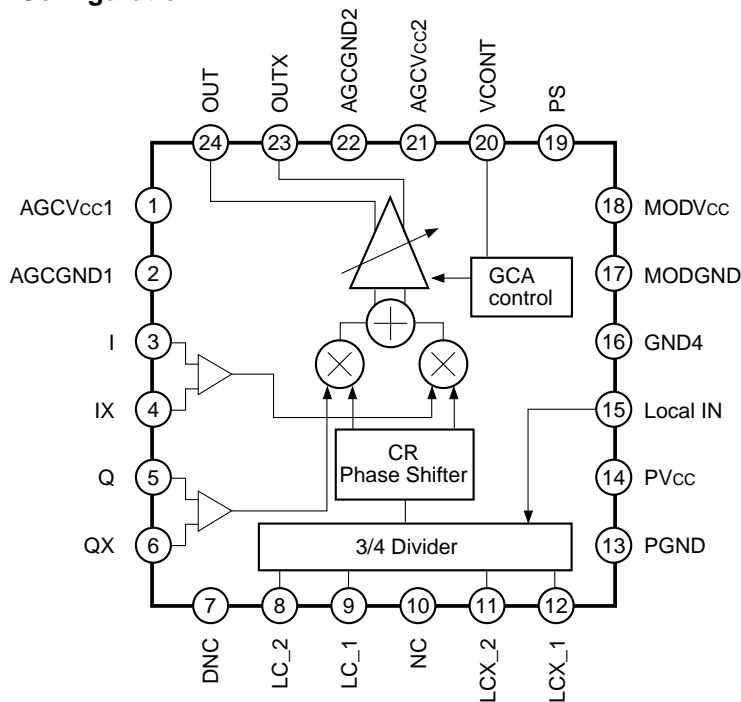 OUT
OUTX
AGCGND2
AGCVCC2
VCONT
PS
24
23
22
21
20
19
AGCVCC1
1
18
MODVCC
AGCGND1
2
GCA
control
17
MODGND
I
3
16
GND4
IX
4
15
Local IN
CR
Phase Shifter
Q
5
14
PVCC
QX
6
3/4 Divider
13
PGND
7
8
9
10
11
12
DNC
LC_2
LC_1
NC
LCX_2
LCX_1